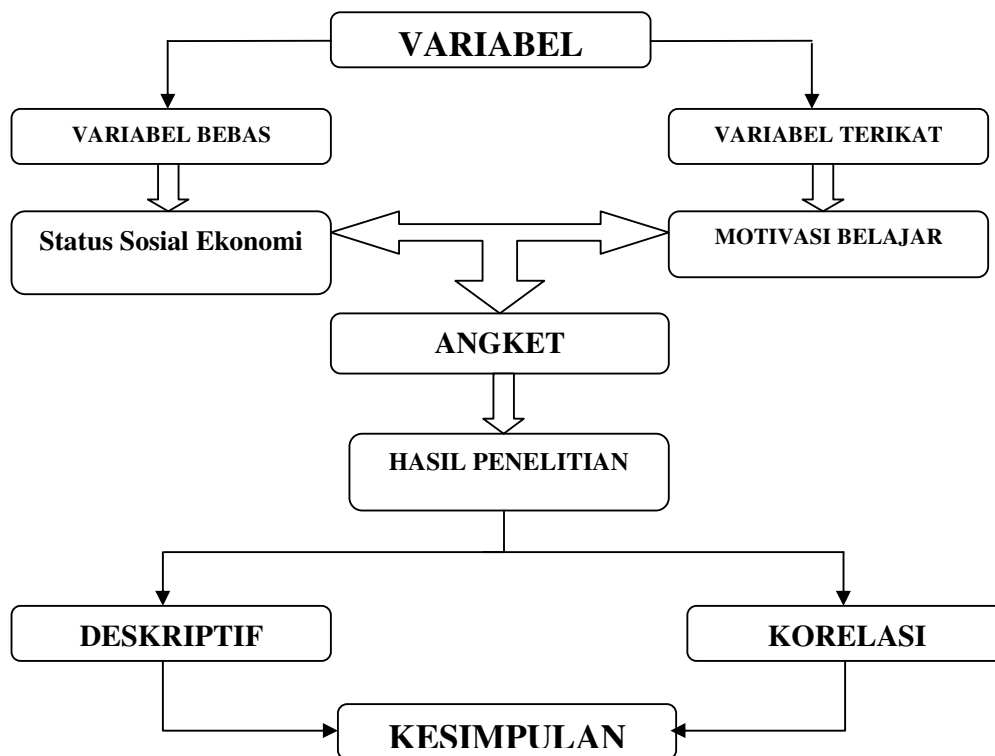 VARIABEL
VARIABEL BEBAS
VARIABEL TERIKAT
Status Sosial Ekonomi
MOTIVASI BELAJAR
ANGKET
HASIL PENELITIAN
DESKRIPTIF
KORELASI
KESIMPULAN